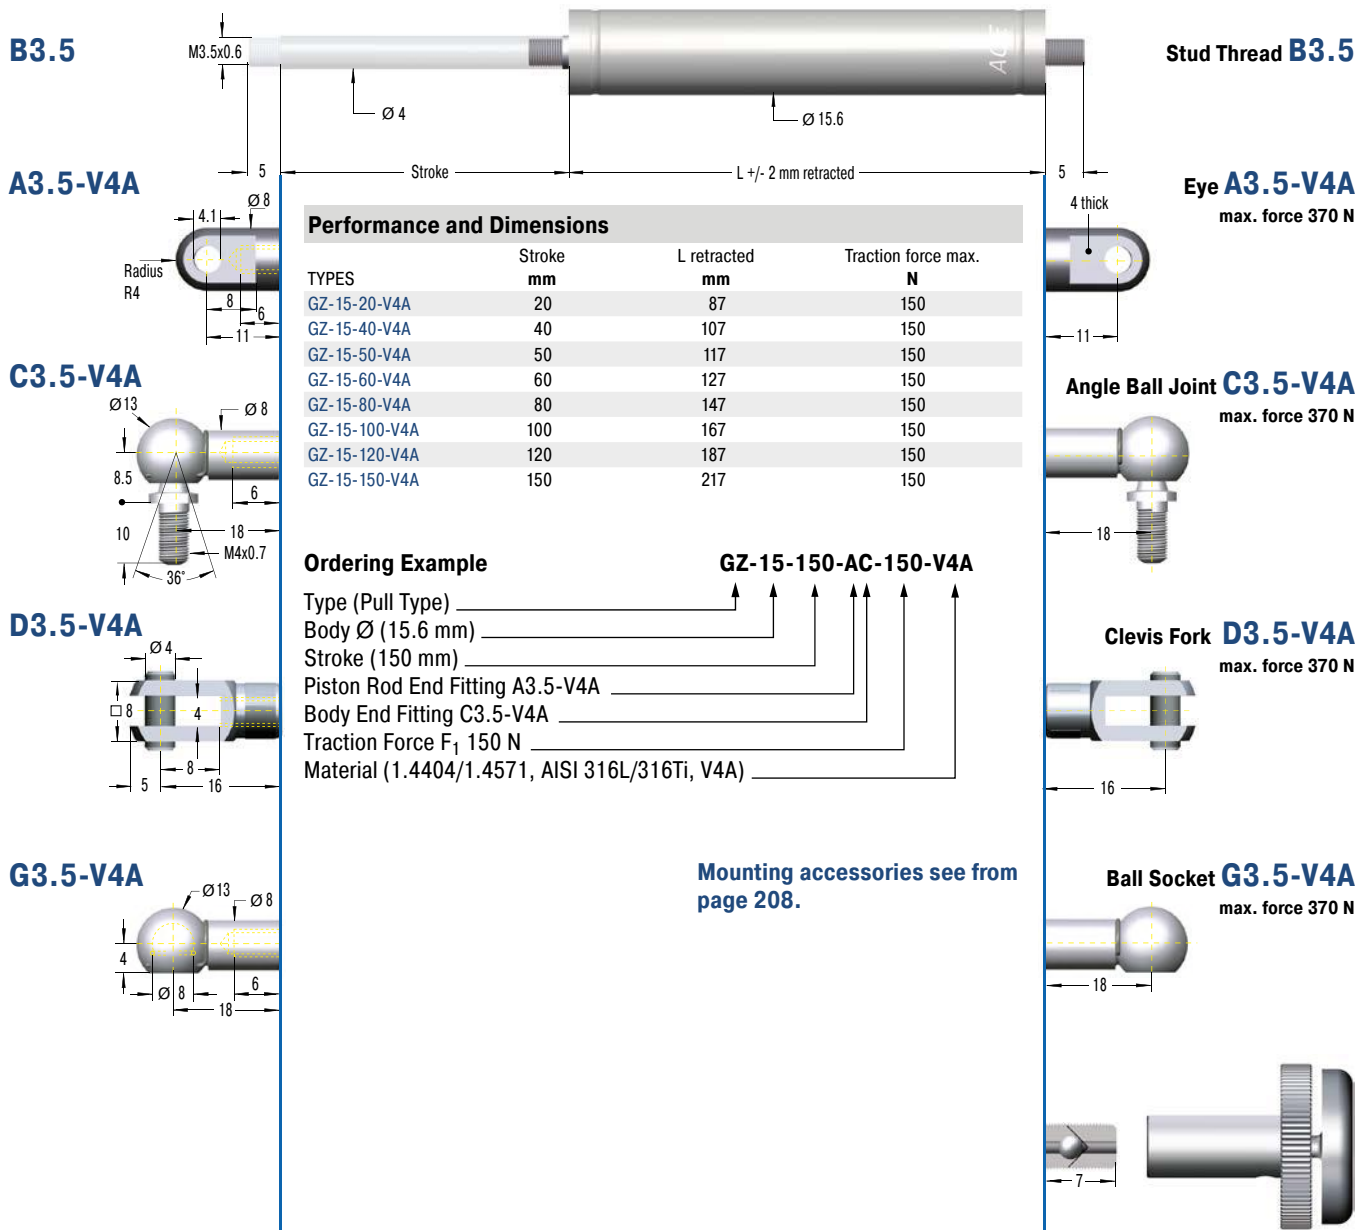 B3.5
M3.5x0.6
ACE
Stud Thread B3.5
Ø 4
Ø 15.6
5
Stroke
L +/- 2 mm retracted
5
A3.5-V4A
4.1
Ø 8
Radius
R4
8
6
11
Eye A3.5-V4A
max. force 370 N
4 thick
11
Performance and Dimensions
Stroke L retracted Traction force max.
TYPES mm mm N
GZ-15-20-V4A 20 87 150
GZ-15-40-V4A 40 107 150
GZ-15-50-V4A 50 117 150
GZ-15-60-V4A 60 127 150
GZ-15-80-V4A 80 147 150
GZ-15-100-V4A 100 167 150
GZ-15-120-V4A 120 187 150
GZ-15-150-V4A 150 217 150
C3.5-V4A
Ø13
Ø 8
8.5
6
10
18
M4x0.7
36°
Angle Ball Joint C3.5-V4A
max. force 370 N
18
Ordering Example GZ-15-150-AC-150-V4A
Type (Pull Type)
Body Ø (15.6 mm)
Stroke (150 mm)
Piston Rod End Fitting A3.5-V4A
Body End Fitting C3.5-V4A
Traction Force F₁ 150 N
Material (1.4404/1.4571, AISI 316L/316Ti, V4A)
D3.5-V4A
Ø 4
□ 8
4
8
5
16
Clevis Fork D3.5-V4A
max. force 370 N
16
G3.5-V4A
Ø13
Ø 8
4
Ø 8
6
18
Mounting accessories see from
page 208.
Ball Socket G3.5-V4A
max. force 370 N
18
7